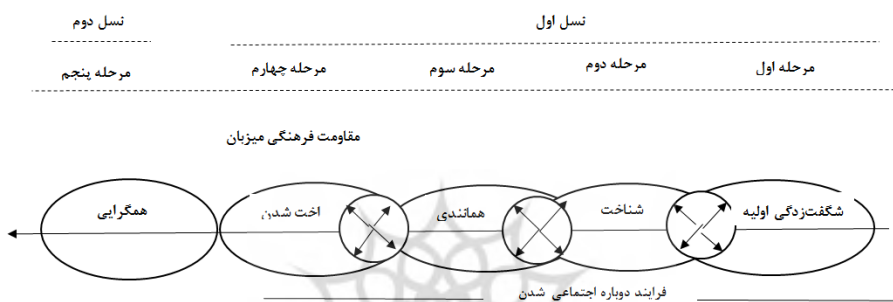 نسل اول نسل دوم
مرحله اول مرحله دوم مرحله سوم مرحله چهارم مرحله پنجم
مقاومت فرهنگی میزبان
شگفت‌زدگی اولیه شناخت همانندی اخت شدن همگرایی
فرایند دوباره اجتماعی شدن